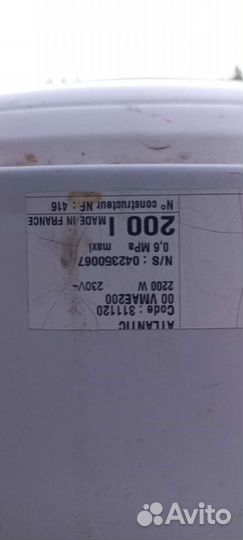 ATLANTIC
Code : 311120
00 VMAE200
2200 W 230V~
N/S : 042350067
0,6 MPa maxi
200 l MADE IN FRANCE
N° constructeur NF : 416
Avito